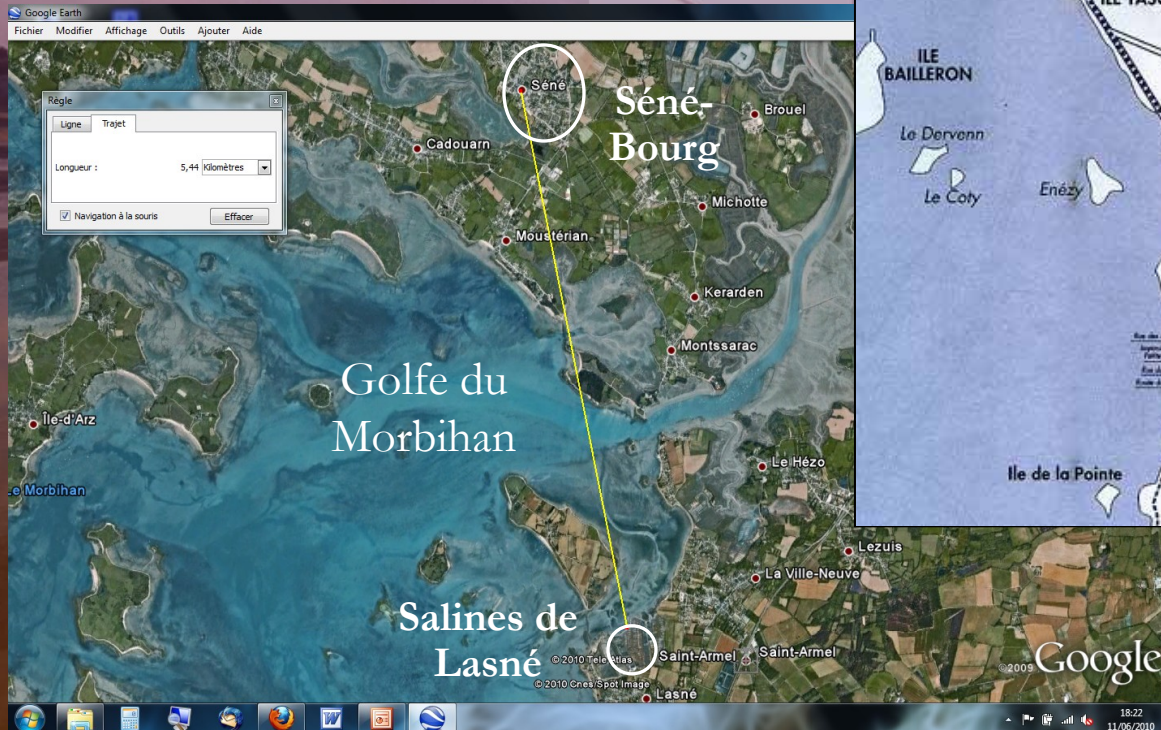 Google Earth
Fichier Modifier Affichage Outils Ajouter Aide
Règle
Ligne Trajet
Longueur : 5,44 Kilomètres
Navigation à la souris Effacer
Séné
Séné-
Bourg
Brouel
Cadouarn
Michotte
Moustérian
Kerarden
Montssarac
Golfe du
Morbihan
Île-d'Arz
Le Hézo
e Morbihan
Lezuis
La Ville-Neuve
Salines de
Lasné
© 2010 Tele Atlas
© 2010 Cnes/Spot Image
Saint-Armel
Saint-Armel
Lasné
©2009 Google
18:22
11/06/2010
ILE
BAILLERON
Le Dervenn
Le Coty
Enézy
Ile de la Pointe